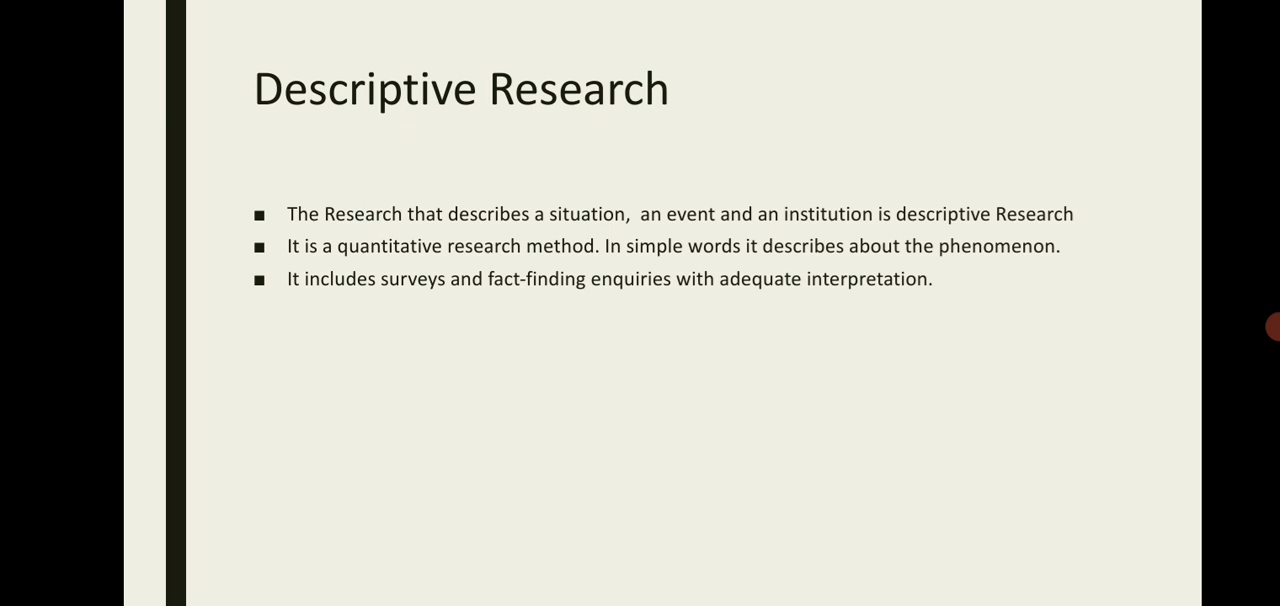 Descriptive Research
■ The Research that describes a situation,  an event and an institution is descriptive Research
■ It is a quantitative research method. In simple words it describes about the phenomenon.
■ It includes surveys and fact-finding enquiries with adequate interpretation.